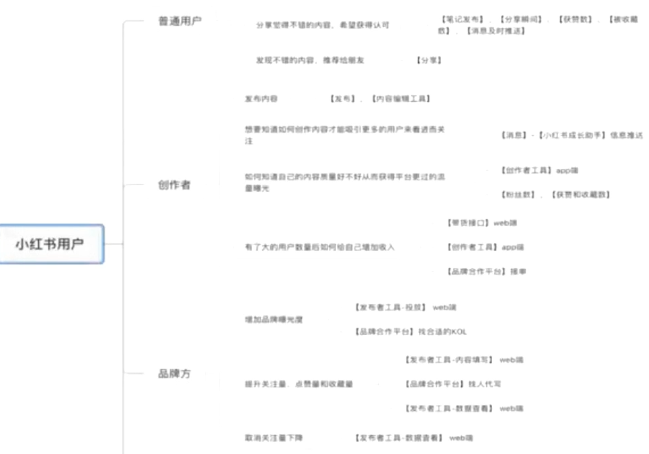 普通用户
分享觉得不错的内容，希望获得认可
【笔记发布】、【分享瞬间】、【获赞数】、【被收藏
数】、【消息及时推送】
发现不错的内容，推荐给朋友
【分享】
发布内容
【发布】、【内容编辑工具】
想要知道如何创作内容才能吸引更多的用户来看进而关
注
【消息】-【小红书成长助手】信息推送
创作者
如何知道自己的内容质量好不好从而获得平台更过的流
量曝光
【创作者工具】app端
【粉丝数】、【获赞和收藏数】
小红书用户
有了大的用户数量后如何给自己增加收入
【带货接口】web端
【创作者工具】app端
【品牌合作平台】接单
增加品牌曝光度
【发布者工具-投放】 web端
【品牌合作平台】找合适的KOL
品牌方
提升关注量、点赞量和收藏量
【发布者工具-内容填写】 web端
【品牌合作平台】找人代写
【发布者工具-数据查看】 web端
取消关注量下降
【发布者工具-数据查看】 web端